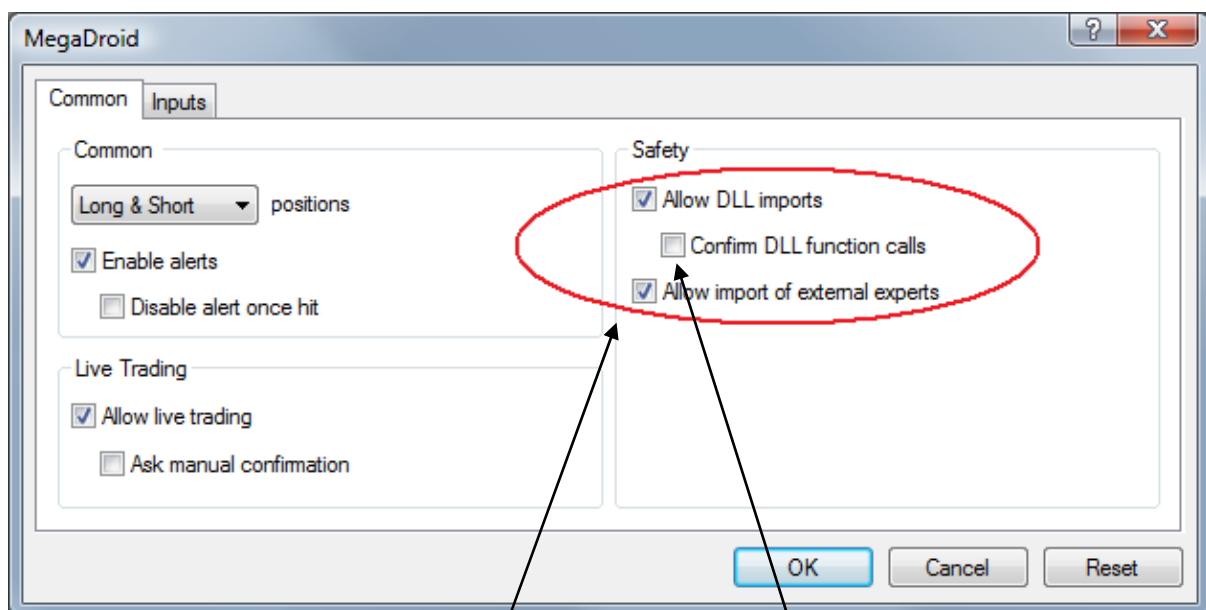 MegaDroid
Common
Inputs
Common
Long & Short
positions
Enable alerts
Disable alert once hit
Live Trading
Allow live trading
Ask manual confirmation
Safety
Allow DLL imports
Confirm DLL function calls
Allow import of external experts
OK
Cancel
Reset